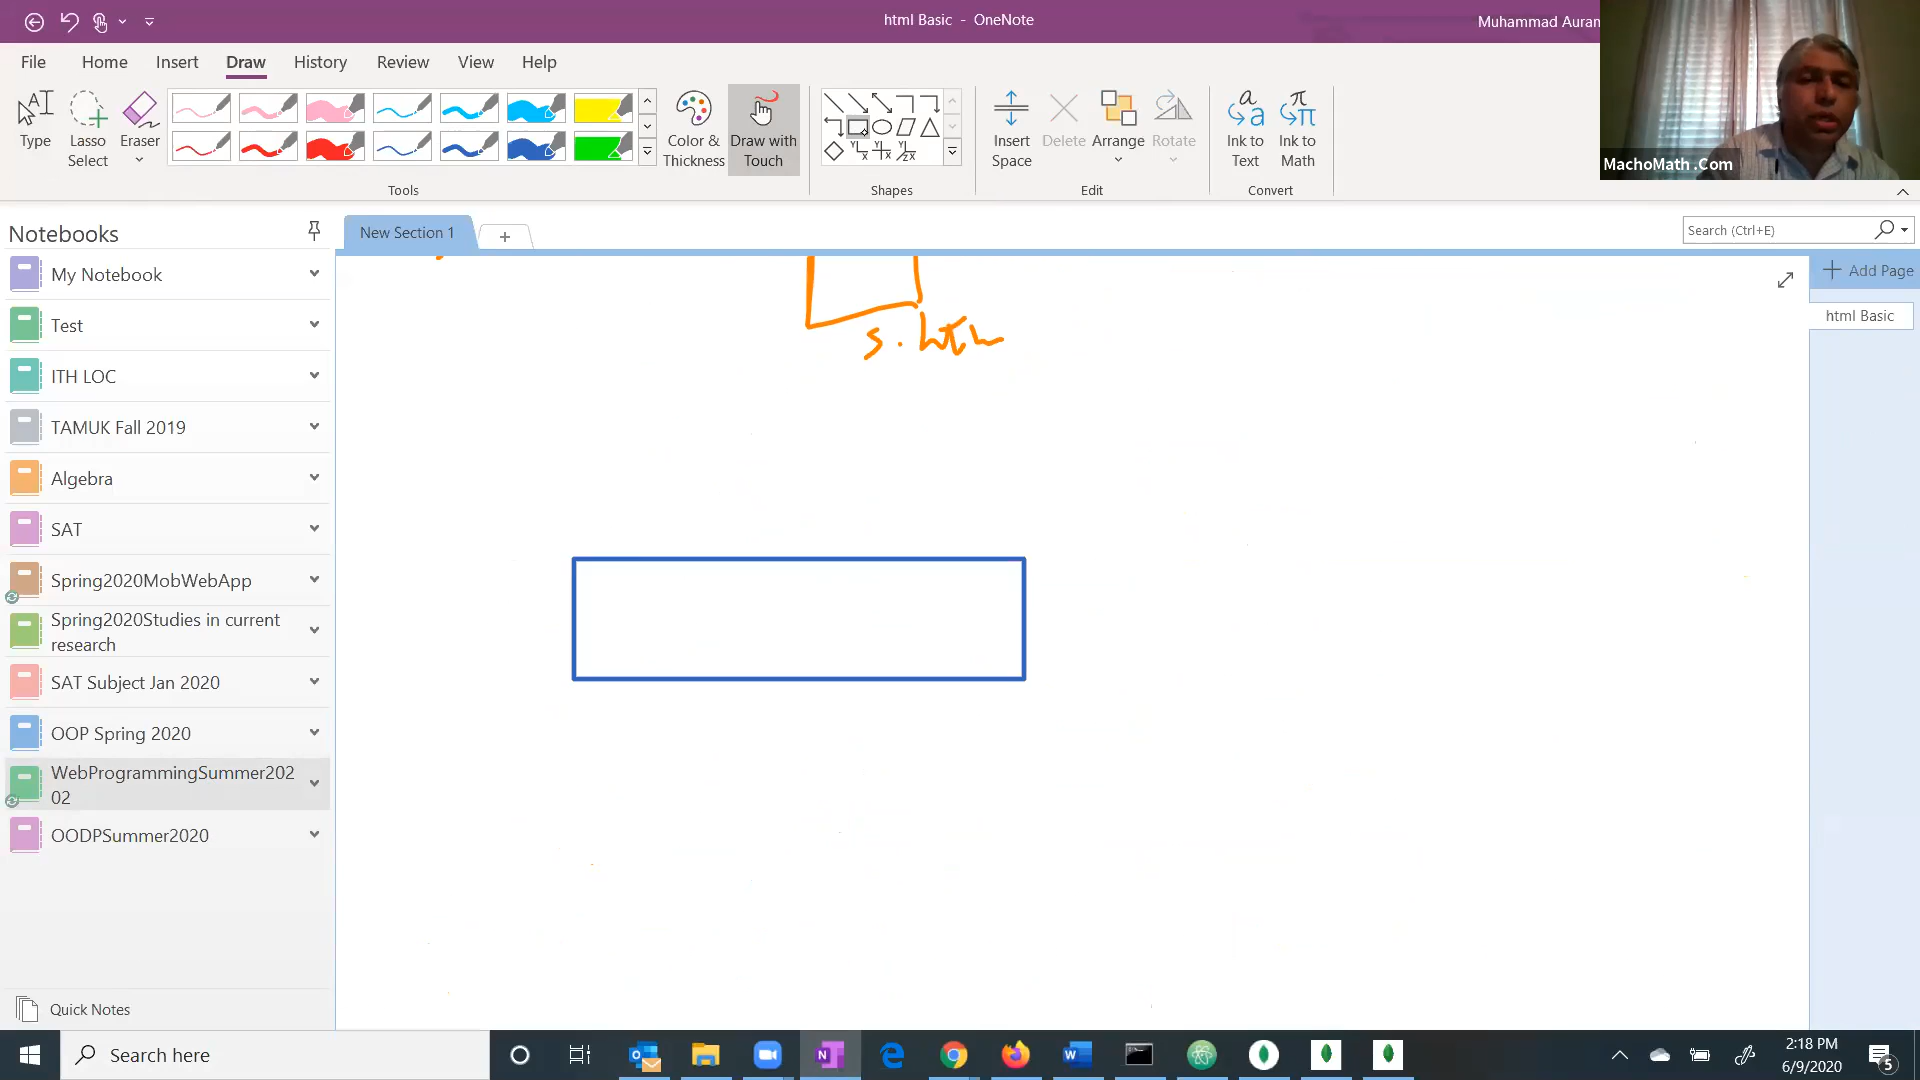 html Basic - OneNote
Muhammad Auran
File
Home
Insert
Draw
History
Review
View
Help
Type
Lasso Select
Eraser
Color & Thickness
Draw with Touch
Insert Space
Delete
Arrange
Rotate
Ink to Text
Ink to Math
Tools
Shapes
Edit
Convert
MachoMath .Com
Notebooks
New Section 1
Search (Ctrl+E)
My Notebook
Add Page
Test
html Basic
ITH LOC
s. htm
TAMUK Fall 2019
Algebra
SAT
Spring2020MobWebApp
Spring2020Studies in current
research
SAT Subject Jan 2020
OOP Spring 2020
WebProgrammingSummer202
02
OODPSummer2020
Quick Notes
Search here
2:18 PM
6/9/2020
5